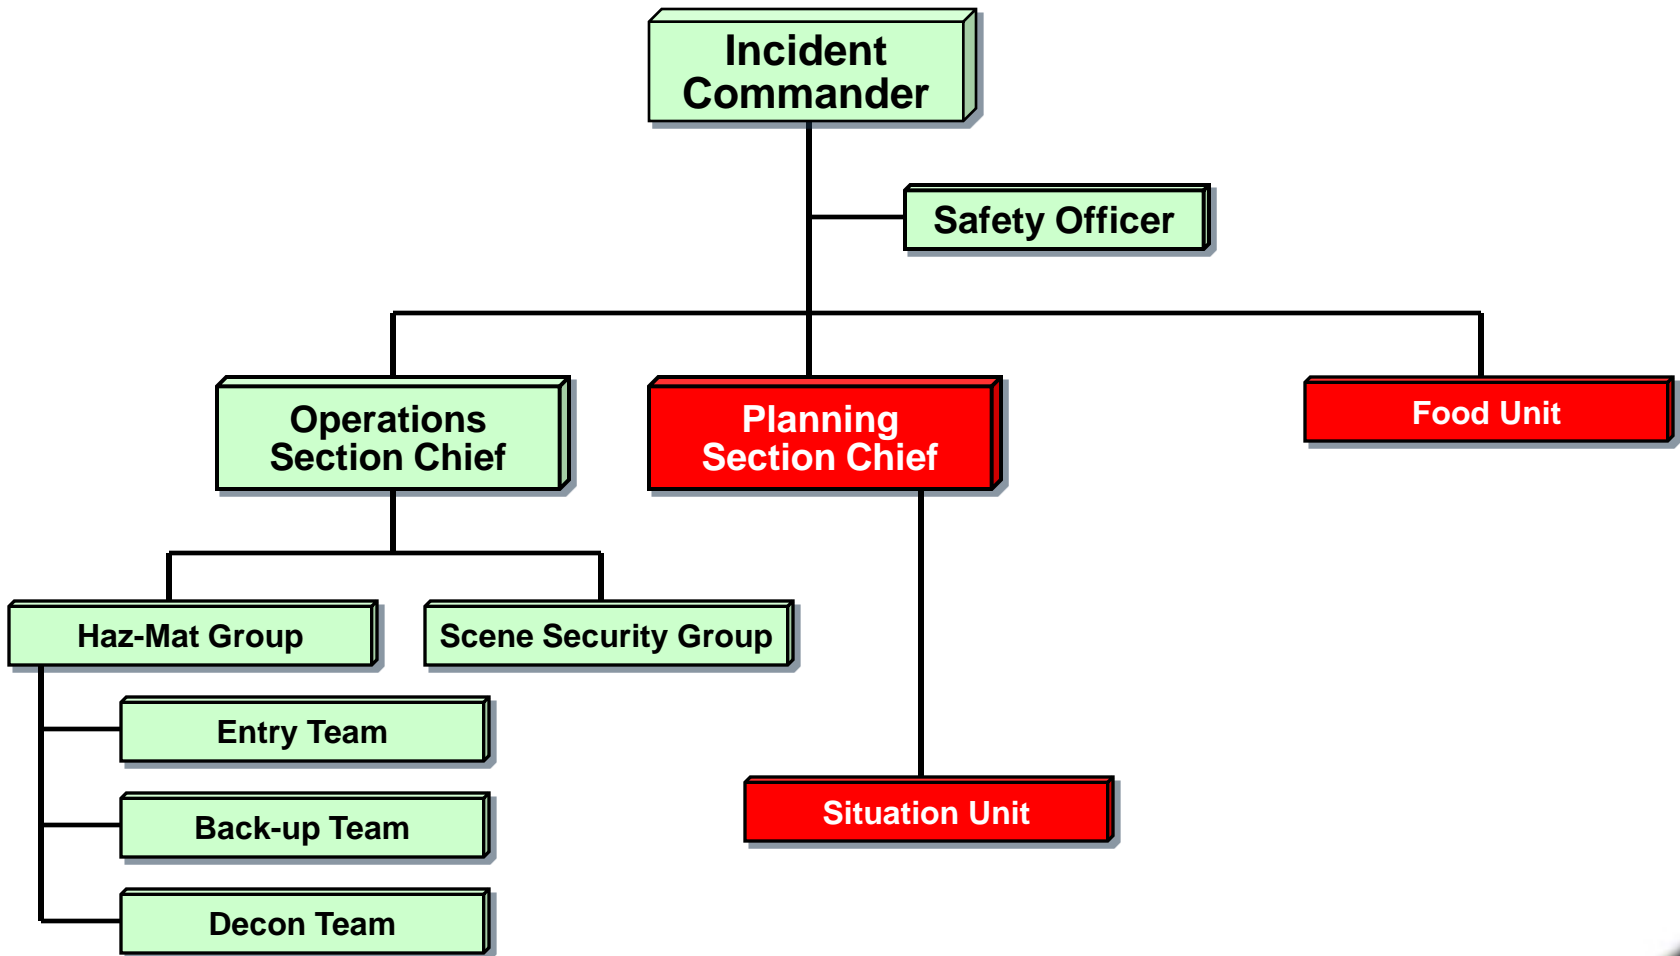 Incident
Commander
Safety Officer
Operations
Section Chief
Planning
Section Chief
Food Unit
Haz-Mat Group
Scene Security Group
Entry Team
Back-up Team
Situation Unit
Decon Team